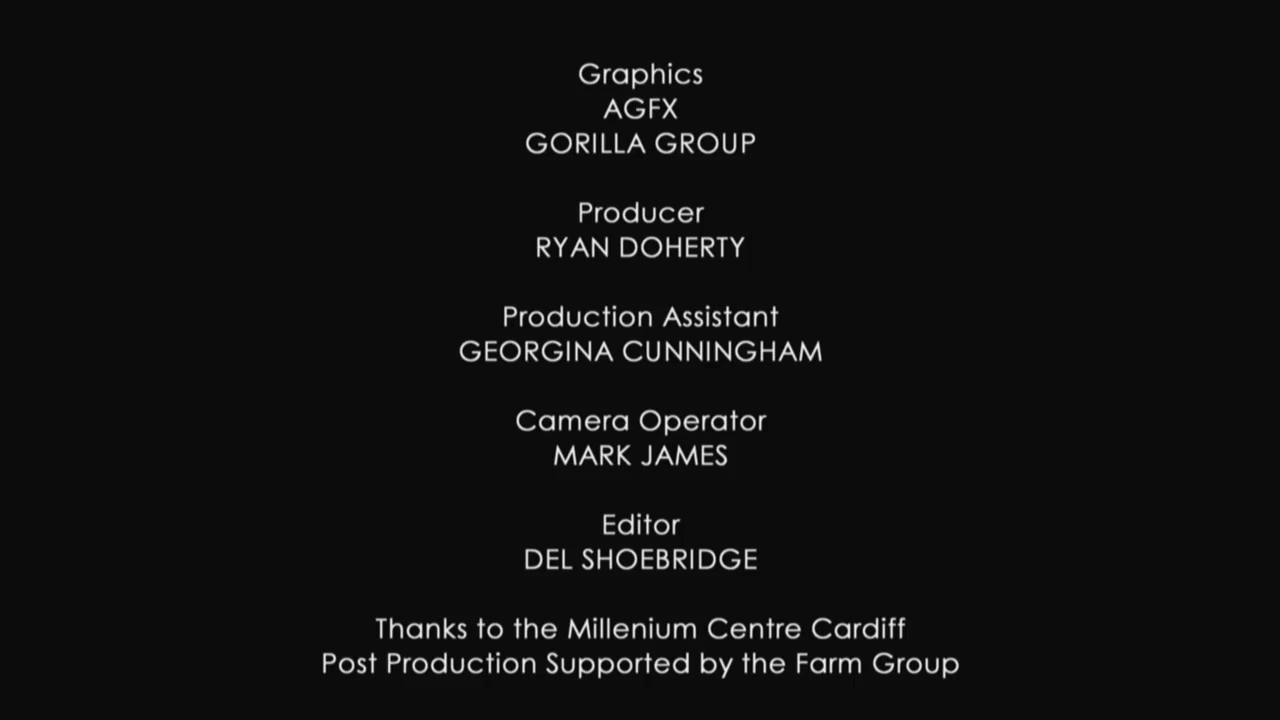 Graphics
AGFX
GORILLA GROUP
Producer
RYAN DOHERTY
Production Assistant
GEORGINA CUNNINGHAM
Camera Operator
MARK JAMES
Editor
DEL SHOEBRIDGE
Thanks to the Millenium Centre Cardiff
Post Production Supported by the Farm Group